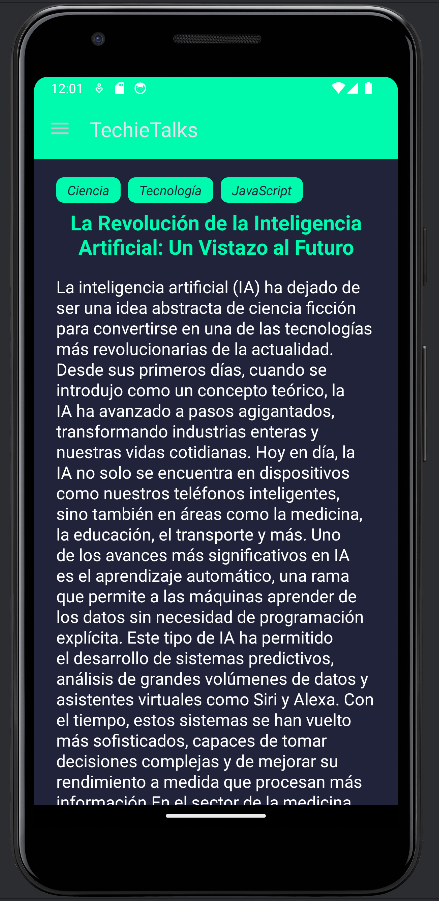 12:01
TechieTalks
Ciencia Tecnología JavaScript
La Revolución de la Inteligencia
Artificial: Un Vistazo al Futuro
La inteligencia artificial (IA) ha dejado de
ser una idea abstracta de ciencia ficción
para convertirse en una de las tecnologías
más revolucionarias de la actualidad.
Desde sus primeros días, cuando se
introdujo como un concepto teórico, la
IA ha avanzado a pasos agigantados,
transformando industrias enteras y
nuestras vidas cotidianas. Hoy en día, la
IA no solo se encuentra en dispositivos
como nuestros teléfonos inteligentes,
sino también en áreas como la medicina,
la educación, el transporte y más. Uno
de los avances más significativos en IA
es el aprendizaje automático, una rama
que permite a las máquinas aprender de
los datos sin necesidad de programación
explícita. Este tipo de IA ha permitido
el desarrollo de sistemas predictivos,
análisis de grandes volúmenes de datos y
asistentes virtuales como Siri y Alexa. Con
el tiempo, estos sistemas se han vuelto
más sofisticados, capaces de tomar
decisiones complejas y de mejorar su
rendimiento a medida que procesan más
información.En el sector de la medicina,